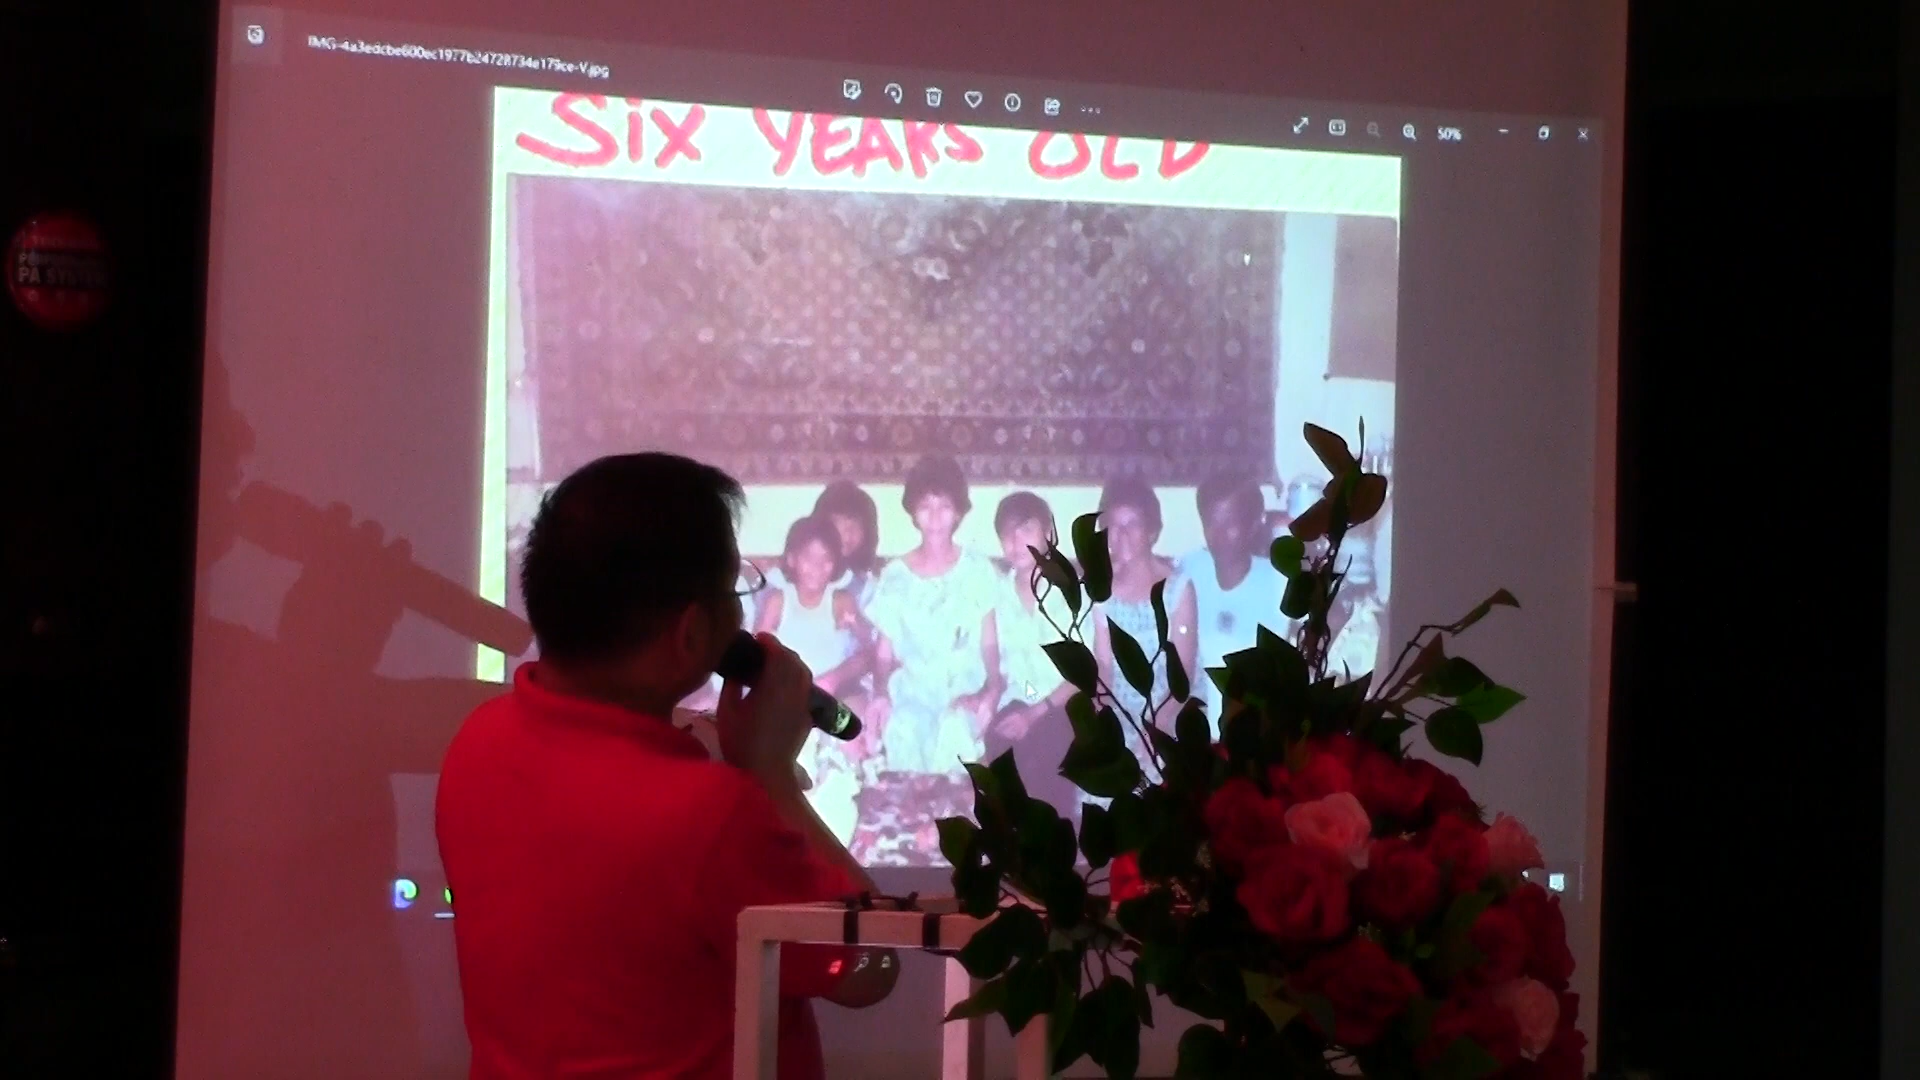 IMG-4a3edcbe600ec1977b24728734e179ce-V.jpg
50%
SiX YEARS OLD
PA SYSTEM